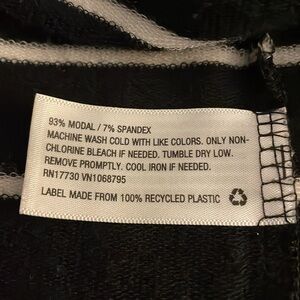 93% MODAL / 7% SPANDEX
MACHINE WASH COLD WITH LIKE COLORS. ONLY NON-
CHLORINE BLEACH IF NEEDED. TUMBLE DRY LOW.
REMOVE PROMPTLY. COOL IRON IF NEEDED.
RN17730 VN1068795
LABEL MADE FROM 100% RECYCLED PLASTIC